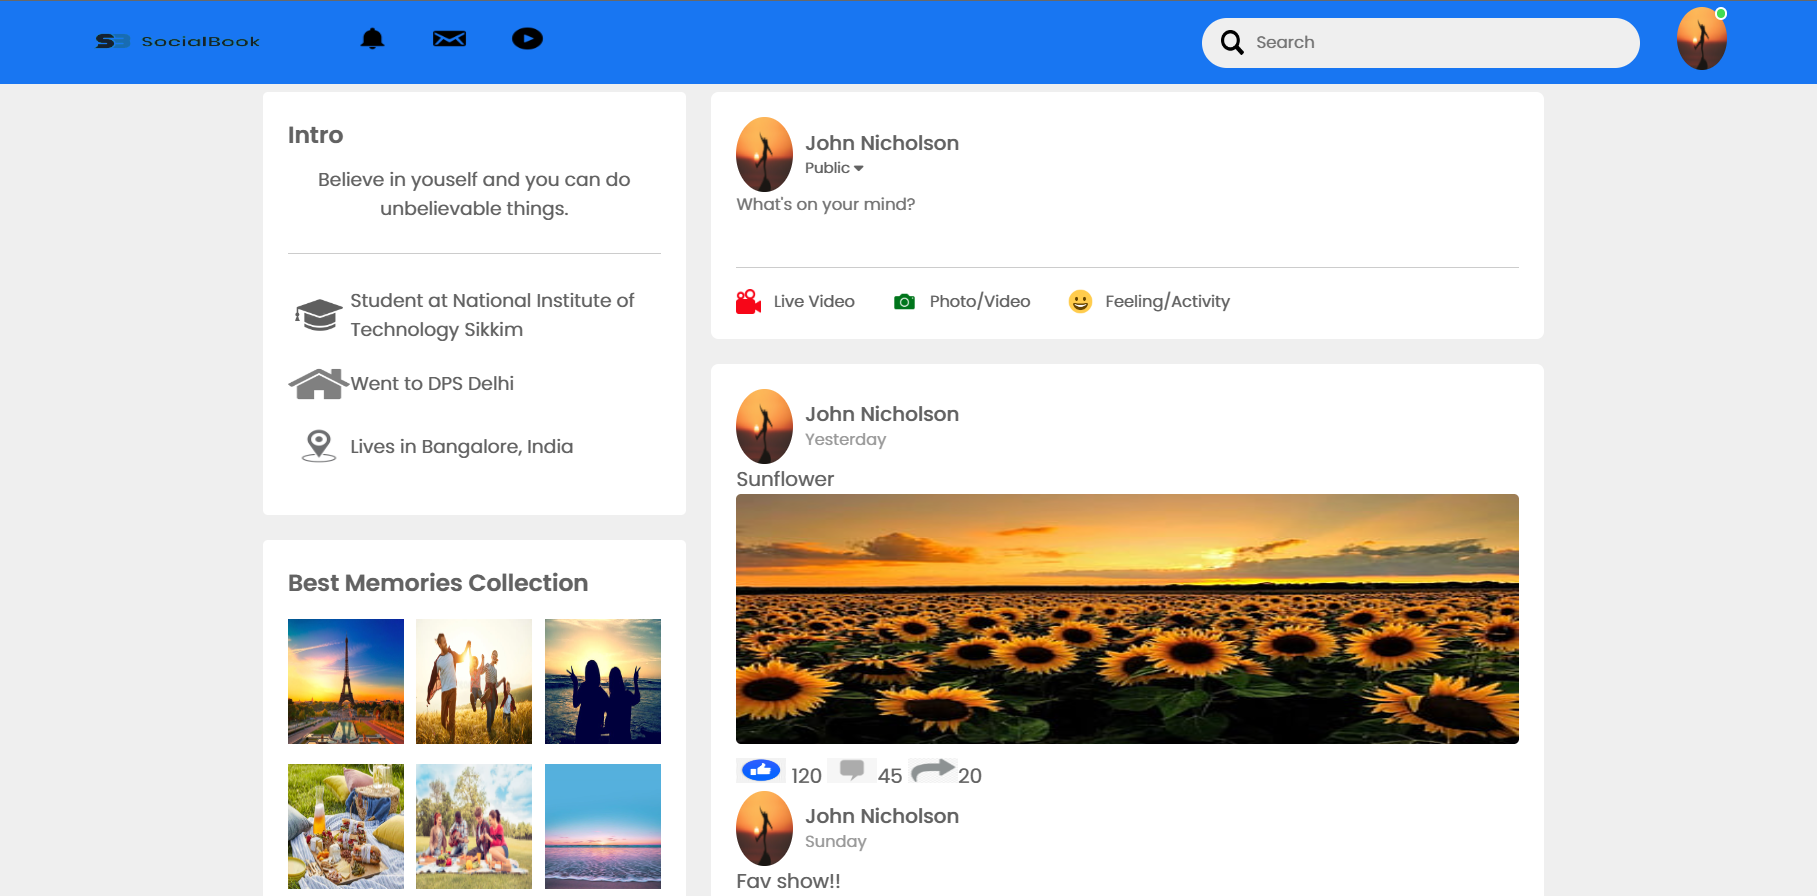 SB SocialBook
Search
Intro
Believe in youself and you can do
unbelievable things.
Student at National Institute of
Technology Sikkim
Went to DPS Delhi
Lives in Bangalore, India
Best Memories Collection
John Nicholson
Public
What's on your mind?
Live Video Photo/Video Feeling/Activity
John Nicholson
Yesterday
Sunflower
120 45 20
John Nicholson
Sunday
Fav show!!